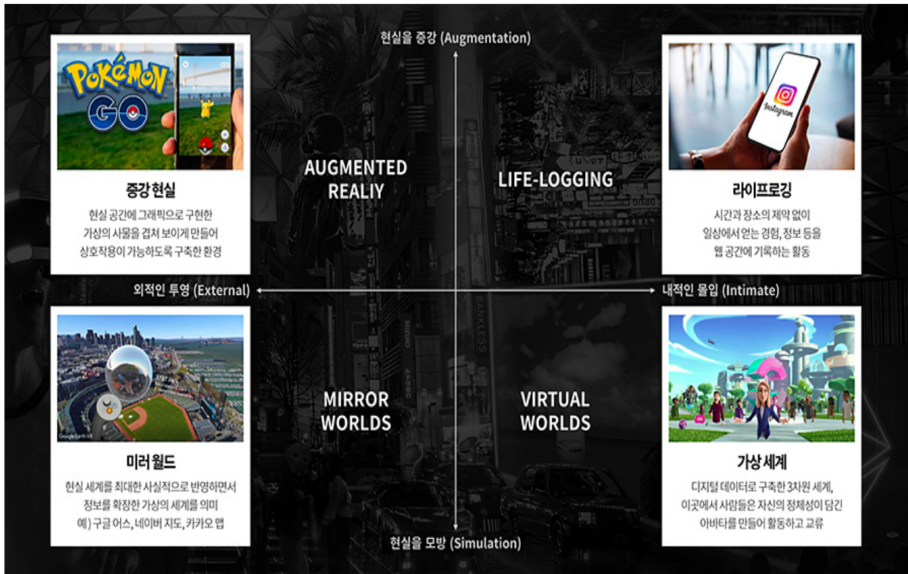 현실을 증강 (Augmentation)
POKÉMON
GO
증강 현실
현실 공간에 그래픽으로 구현한
가상의 사물을 겹쳐 보이게 만들어
상호작용이 가능하도록 구축한 환경
AUGMENTED
REALIY
LIFE-LOGGING
Instagram
라이프로깅
시간과 장소의 제약 없이
일상에서 얻는 경험, 정보 등을
웹 공간에 기록하는 활동
외적인 투영 (External)
내적인 몰입 (Intimate)
Google Earth VR
미러 월드
현실 세계를 최대한 사실적으로 반영하면서
정보를 확장한 가상의 세계를 의미
예) 구글 어스, 네이버 지도, 카카오 맵
MIRROR
WORLDS
VIRTUAL
WORLDS
가상 세계
디지털 데이터로 구축한 3차원 세계,
이곳에서 사람들은 자신의 정체성이 담긴
아바타를 만들어 활동하고 교류
현실을 모방 (Simulation)